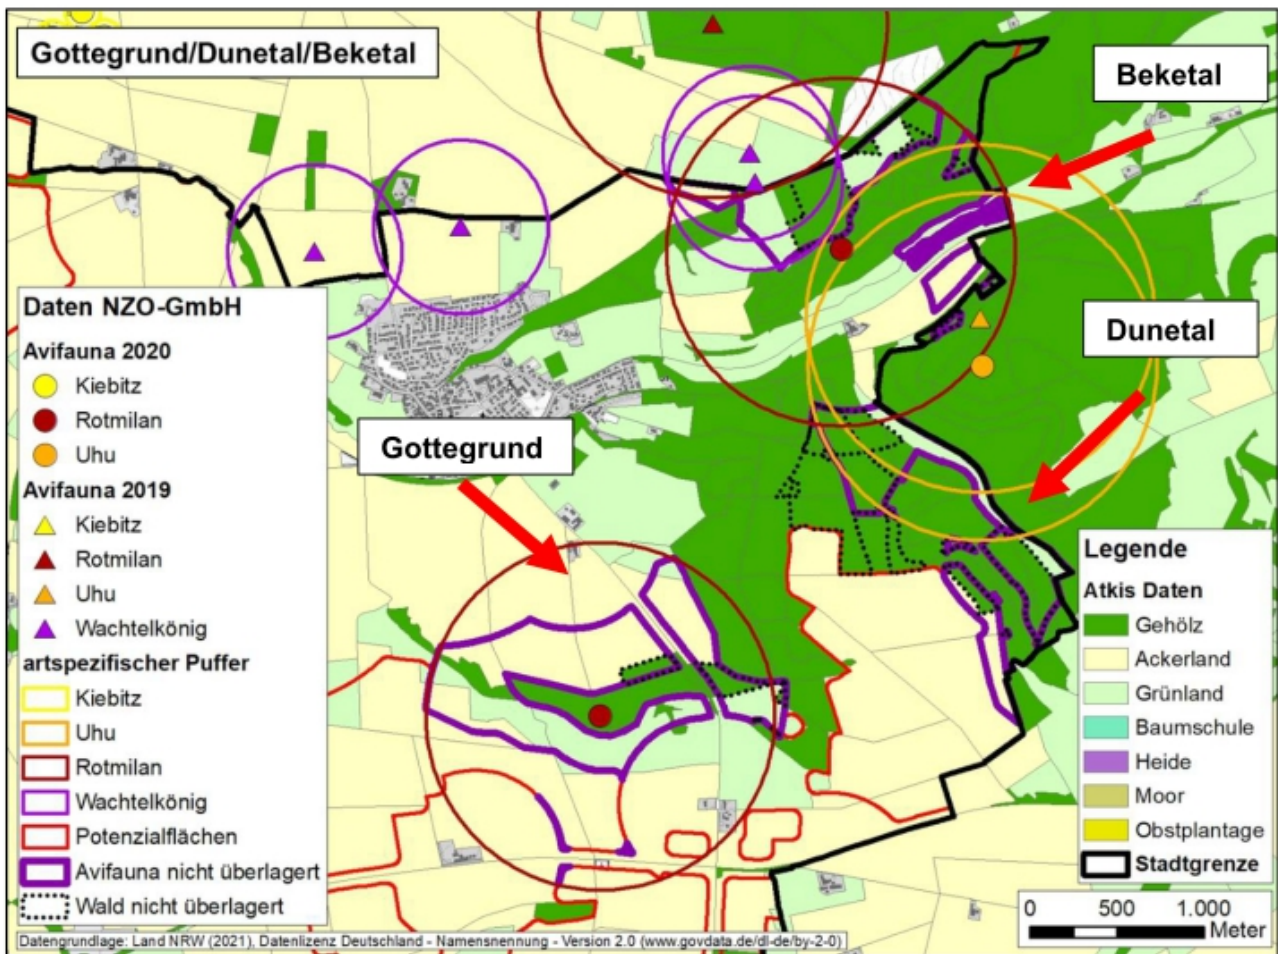 Gottegrund/Dunetal/Beketal
Beketal
Dunetal
Gottegrund
Daten NZO-GmbH
Avifauna 2020
Kiebitz
Rotmilan
Uhu
Avifauna 2019
Kiebitz
Rotmilan
Uhu
Wachtelkönig
artspezifischer Puffer
Kiebitz
Uhu
Rotmilan
Wachtelkönig
Potenzialflächen
Avifauna nicht überlagert
Wald nicht überlagert
Legende
Atkis Daten
Gehölz
Ackerland
Grünland
Baumschule
Heide
Moor
Obstplantage
Stadtgrenze
0 500 1.000
Meter
Datengrundlage: Land NRW (2021), Datenlizenz Deutschland - Namensnennung - Version 2.0 (www.govdata.de/dl-de/by-2-0)